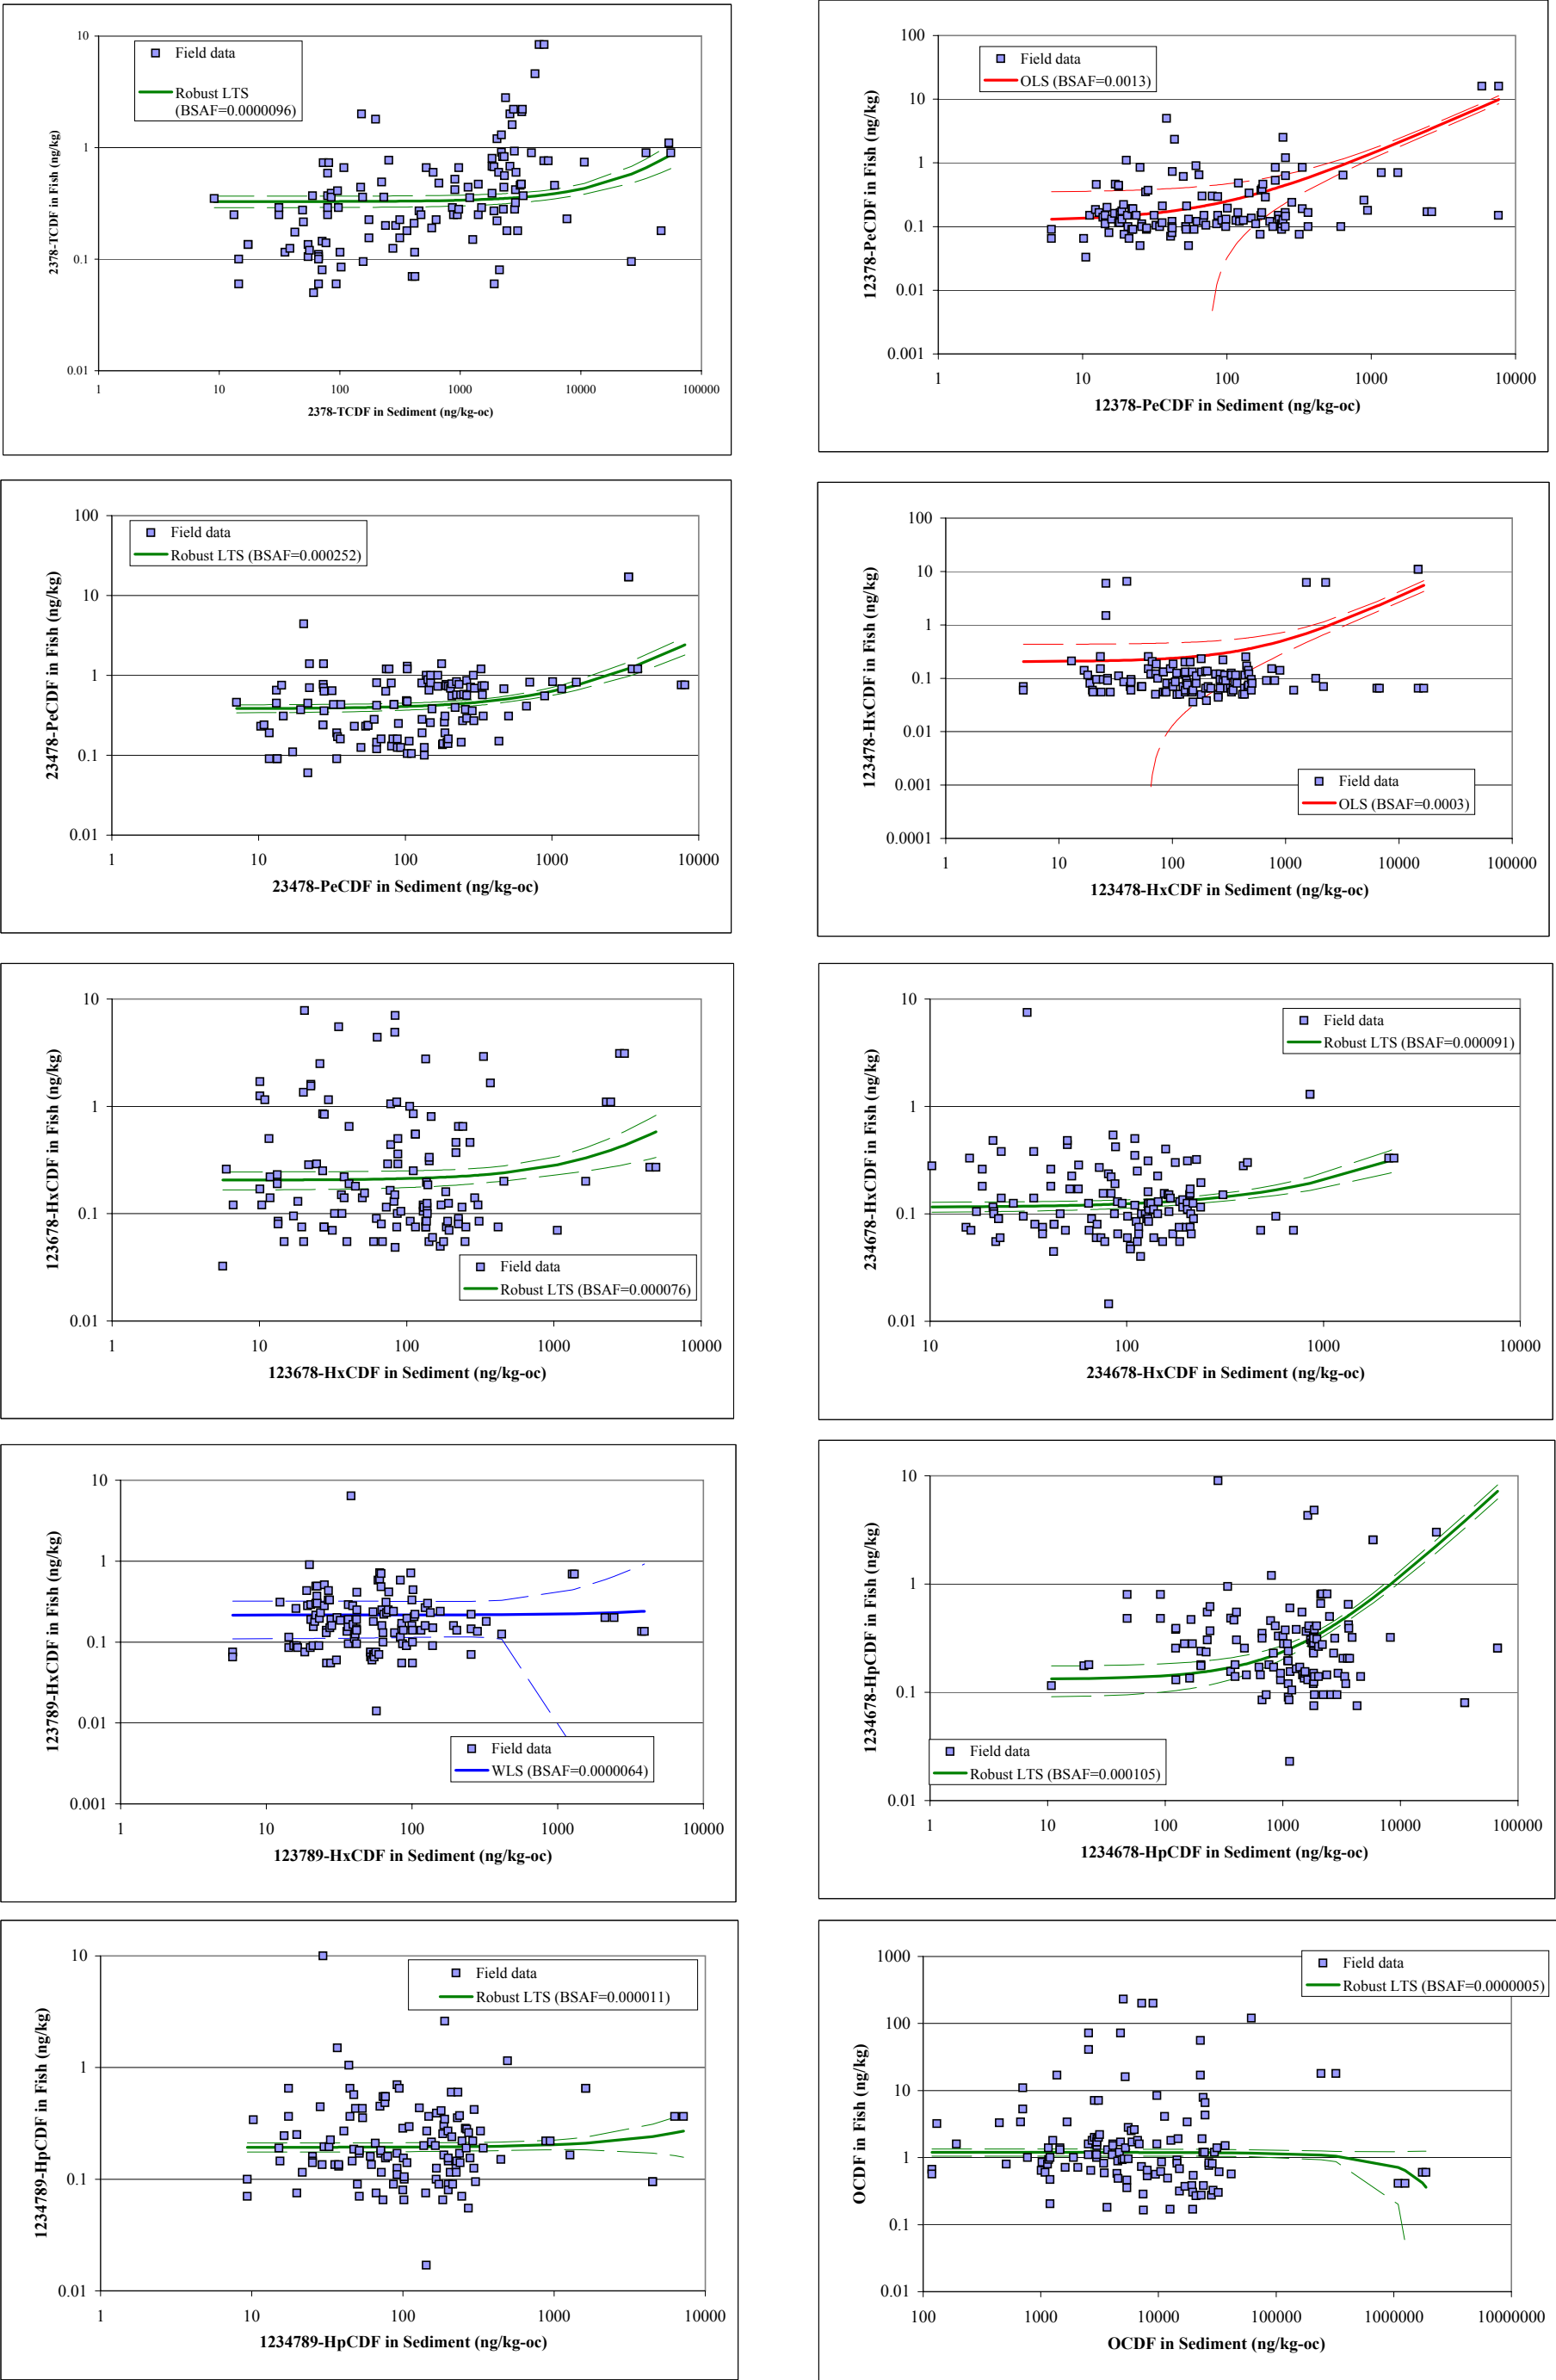 10
1
0.1
0.01
2378-TCDF in Fish (ng/kg)
Field data
Robust LTS
(BSAF=0.0000096)
1
10
100
1000
10000
100000
2378-TCDF in Sediment (ng/kg-oc)
100
10
1
0.1
0.01
0.001
12378-PeCDF in Fish (ng/kg)
Field data
OLS (BSAF=0.0013)
1
10
100
1000
10000
12378-PeCDF in Sediment (ng/kg-oc)
100
10
1
0.1
0.01
23478-PeCDF in Fish (ng/kg)
Field data
Robust LTS (BSAF=0.000252)
1
10
100
1000
10000
23478-PeCDF in Sediment (ng/kg-oc)
100
10
1
0.1
0.01
0.001
0.0001
123478-HxCDF in Fish (ng/kg)
Field data
OLS (BSAF=0.0003)
1
10
100
1000
10000
100000
123478-HxCDF in Sediment (ng/kg-oc)
10
1
0.1
0.01
123678-HxCDF in Fish (ng/kg)
Field data
Robust LTS (BSAF=0.000076)
1
10
100
1000
10000
123678-HxCDF in Sediment (ng/kg-oc)
10
1
0.1
0.01
234678-HxCDF in Fish (ng/kg)
Field data
Robust LTS (BSAF=0.000091)
10
100
1000
10000
234678-HxCDF in Sediment (ng/kg-oc)
10
1
0.1
0.01
0.001
123789-HxCDF in Fish (ng/kg)
Field data
WLS (BSAF=0.0000064)
1
10
100
1000
10000
123789-HxCDF in Sediment (ng/kg-oc)
10
1
0.1
0.01
1234678-HpCDF in Fish (ng/kg)
Field data
Robust LTS (BSAF=0.000105)
1
10
100
1000
10000
100000
1234678-HpCDF in Sediment (ng/kg-oc)
10
1
0.1
0.01
1234789-HpCDF in Fish (ng/kg)
Field data
Robust LTS (BSAF=0.000011)
1
10
100
1000
10000
1234789-HpCDF in Sediment (ng/kg-oc)
1000
100
10
1
0.1
0.01
OCDF in Fish (ng/kg)
Field data
Robust LTS (BSAF=0.0000005)
100
1000
10000
100000
1000000
10000000
OCDF in Sediment (ng/kg-oc)